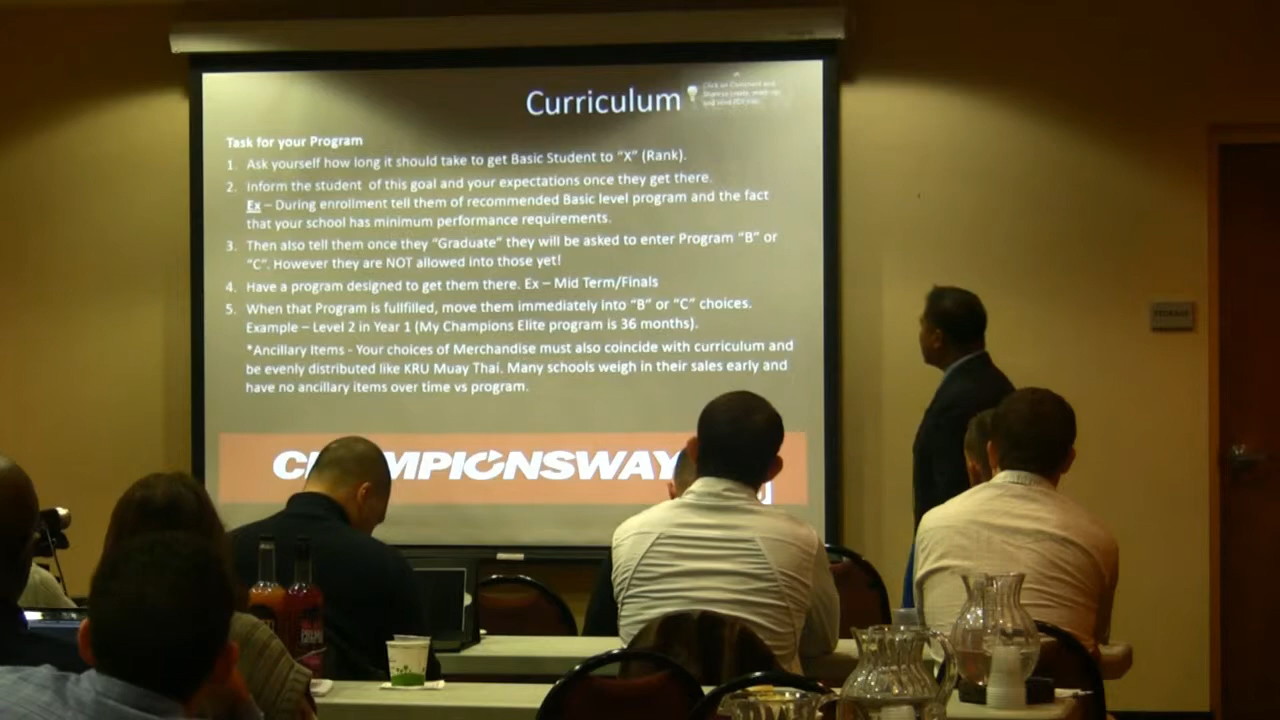 Curriculum
Click on Comment and
Task for your Program
1. Ask yourself how long it should take to get Basic Student to "X" (Rank).
2. Inform the student of this goal and your expectations once they get there.
Ex – During enrollment tell them of recommended Basic level program and the fact
that your school has minimum performance requirements.
3. Then also tell them once they "Graduate" they will be asked to enter Program "B" or
"C". However they are NOT allowed into those yet!
4. Have a program designed to get them there. Ex – Mid Term/Finals
5. When that Program is fullfilled, move them immediately into "B" or "C" choices.
Example – Level 2 in Year 1 (My Champions Elite program is 36 months).
*Ancillary Items - Your choices of Merchandise must also coincide with curriculum and
be evenly distributed like KRU Muay Thai. Many schools weigh in their sales early and
have no ancillary items over time vs program.
CHAMPIONSWAY
STORAGE